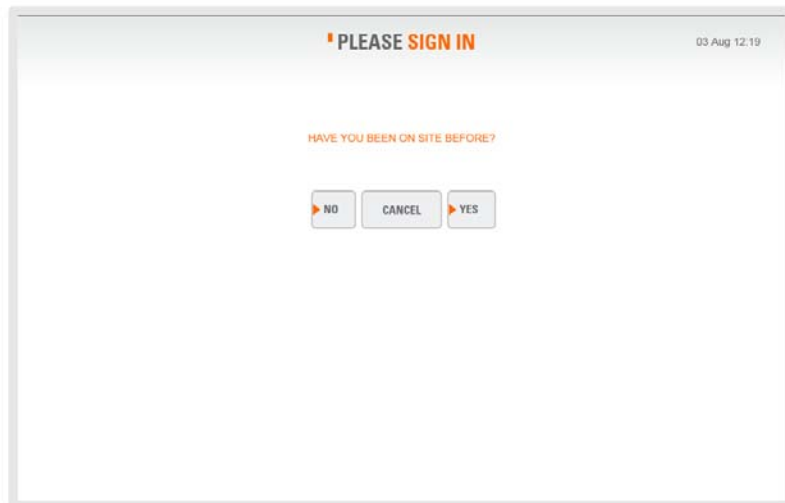 PLEASE SIGN IN
03 Aug 12:19
HAVE YOU BEEN ON SITE BEFORE?
NO
CANCEL
YES